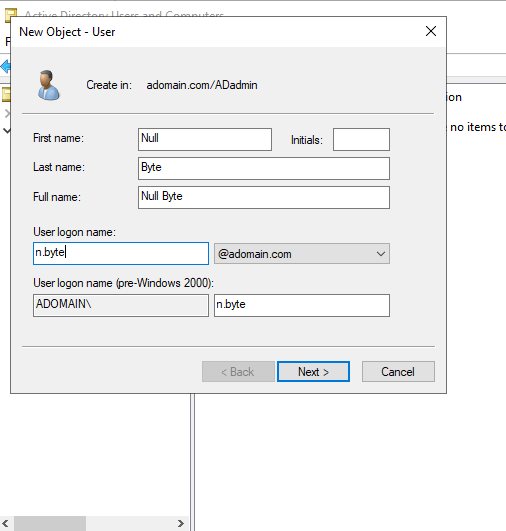 Active Directory Users and Computers
New Object - User
Create in: adomain.com/ADadmin
First name: Null Initials:
Last name: Byte
Full name: Null Byte
User logon name:
n.byte @adomain.com
User logon name (pre-Windows 2000):
ADOMAIN\ n.byte
< Back Next > Cancel
no items to